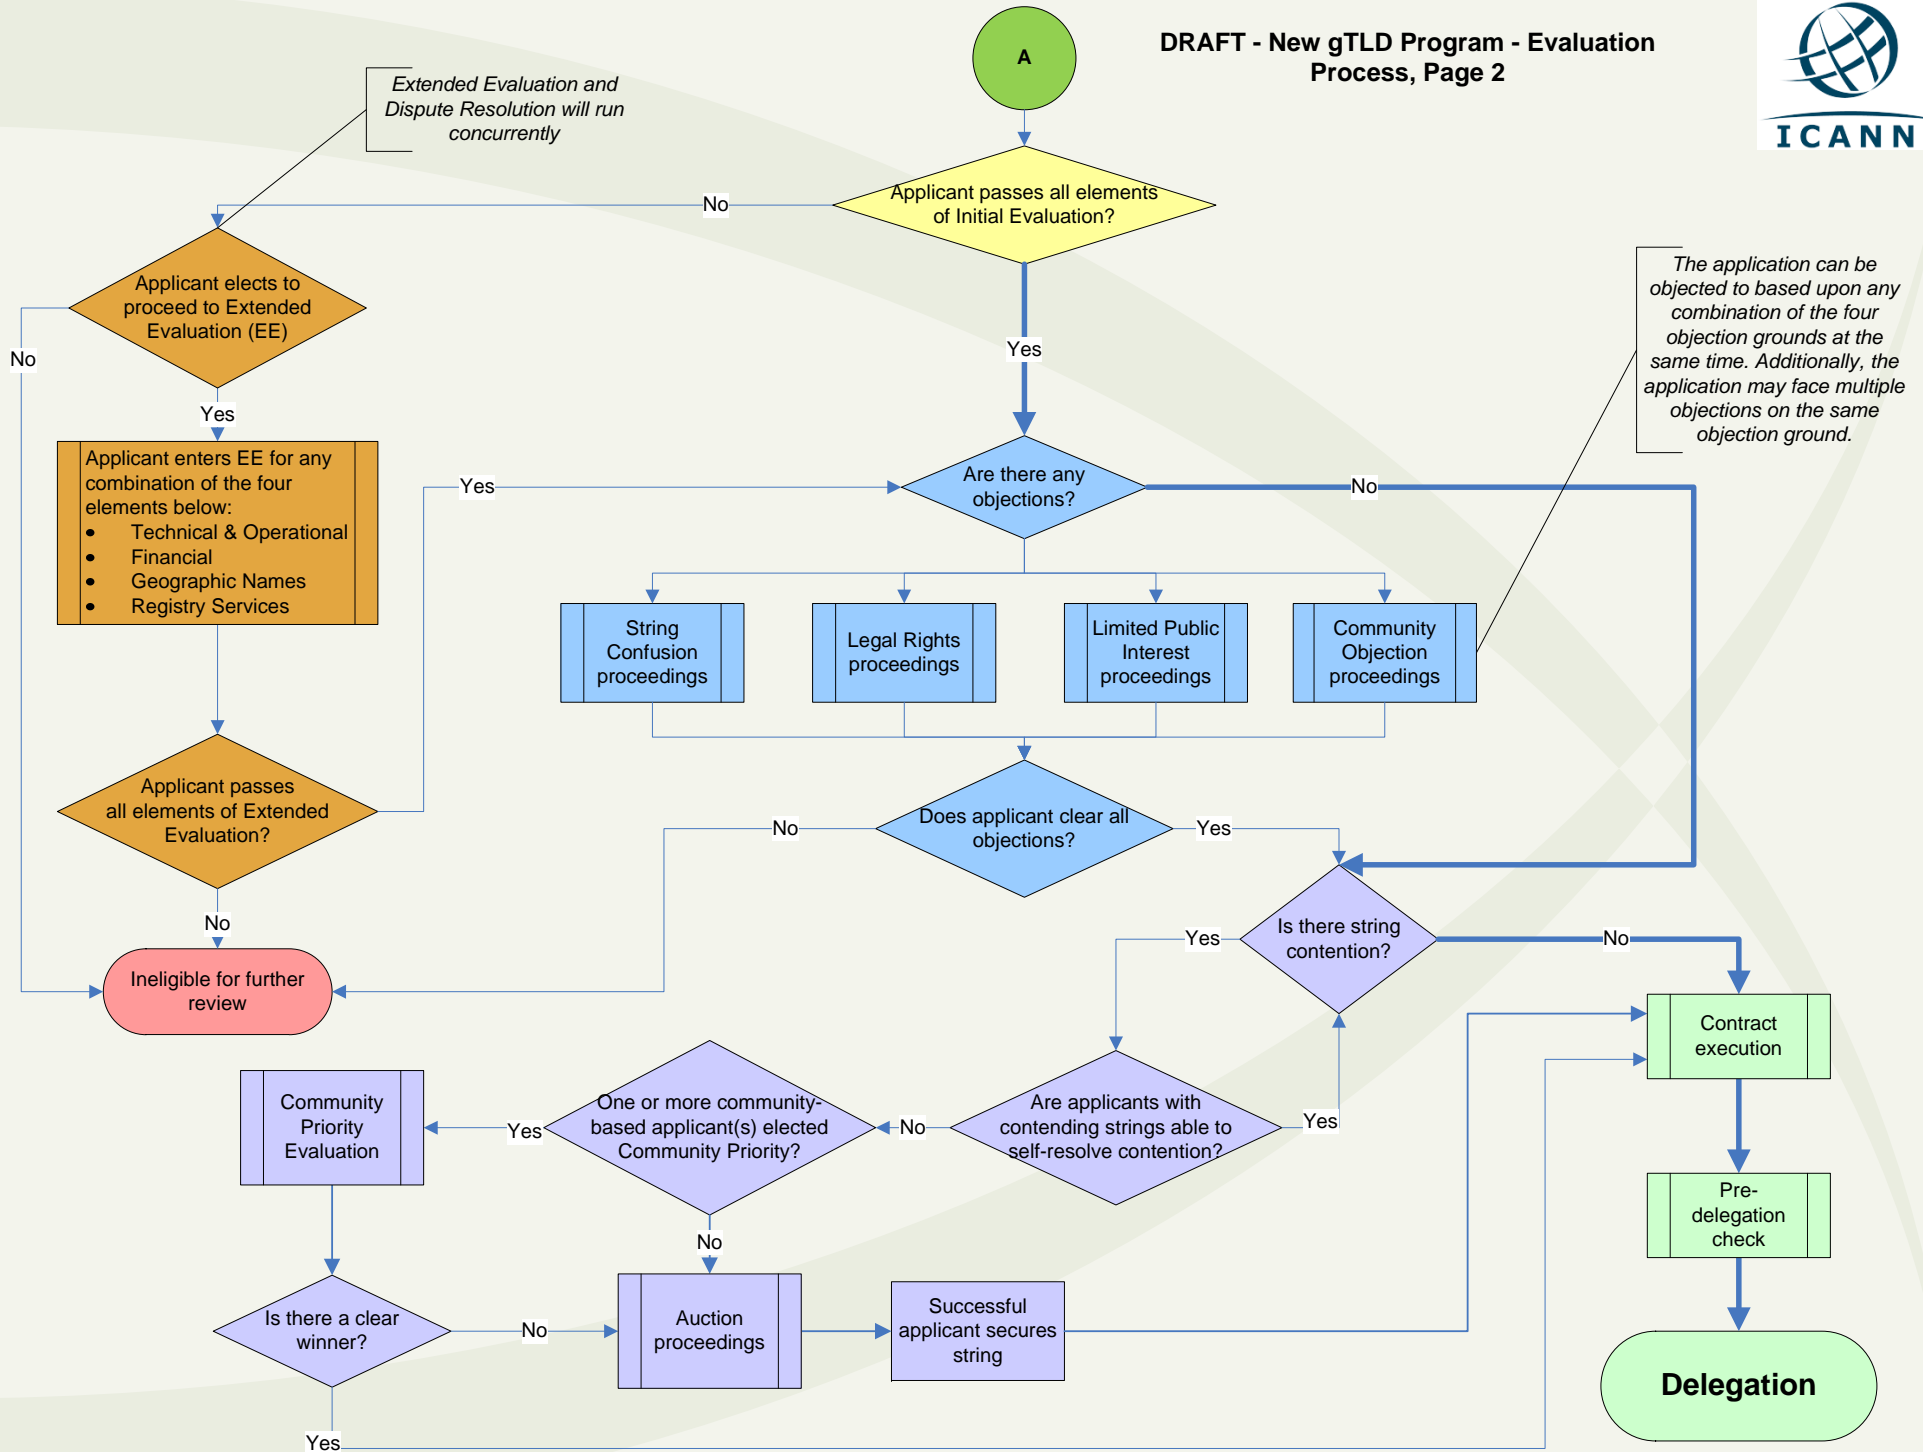 A
DRAFT - New gTLD Program - Evaluation
Process, Page 2
ICANN
Extended Evaluation and
Dispute Resolution will run
concurrently
Applicant passes all elements
of Initial Evaluation?
No
Yes
Applicant elects to
proceed to Extended
Evaluation (EE)
No
Yes
The application can be
objected to based upon any
combination of the four
objection grounds at the
same time. Additionally, the
application may face multiple
objections on the same
objection ground.
Applicant enters EE for any
combination of the four
elements below:
• Technical & Operational
• Financial
• Geographic Names
• Registry Services
Yes
Are there any
objections?
No
String
Confusion
proceedings
Legal Rights
proceedings
Limited Public
Interest
proceedings
Community
Objection
proceedings
Applicant passes
all elements of Extended
Evaluation?
No
Does applicant clear all
objections?
No
Yes
Ineligible for further
review
Is there string
contention?
Yes
No
Contract
execution
Community
Priority
Evaluation
Yes
One or more community-
based applicant(s) elected
Community Priority?
No
Are applicants with
contending strings able to
self-resolve contention?
Yes
Pre-
delegation
check
No
Is there a clear
winner?
No
Auction
proceedings
Successful
applicant secures
string
Delegation
Yes